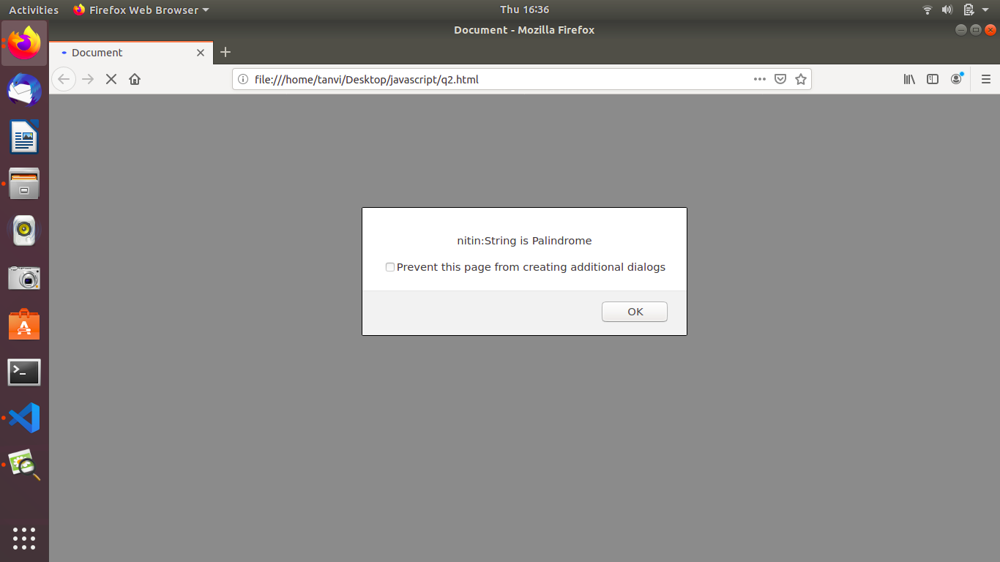 Activities Firefox Web Browser Thu 16:36
Document - Mozilla Firefox
Document
file:///home/tanvi/Desktop/javascript/q2.html
nitin:String is Palindrome
Prevent this page from creating additional dialogs
OK